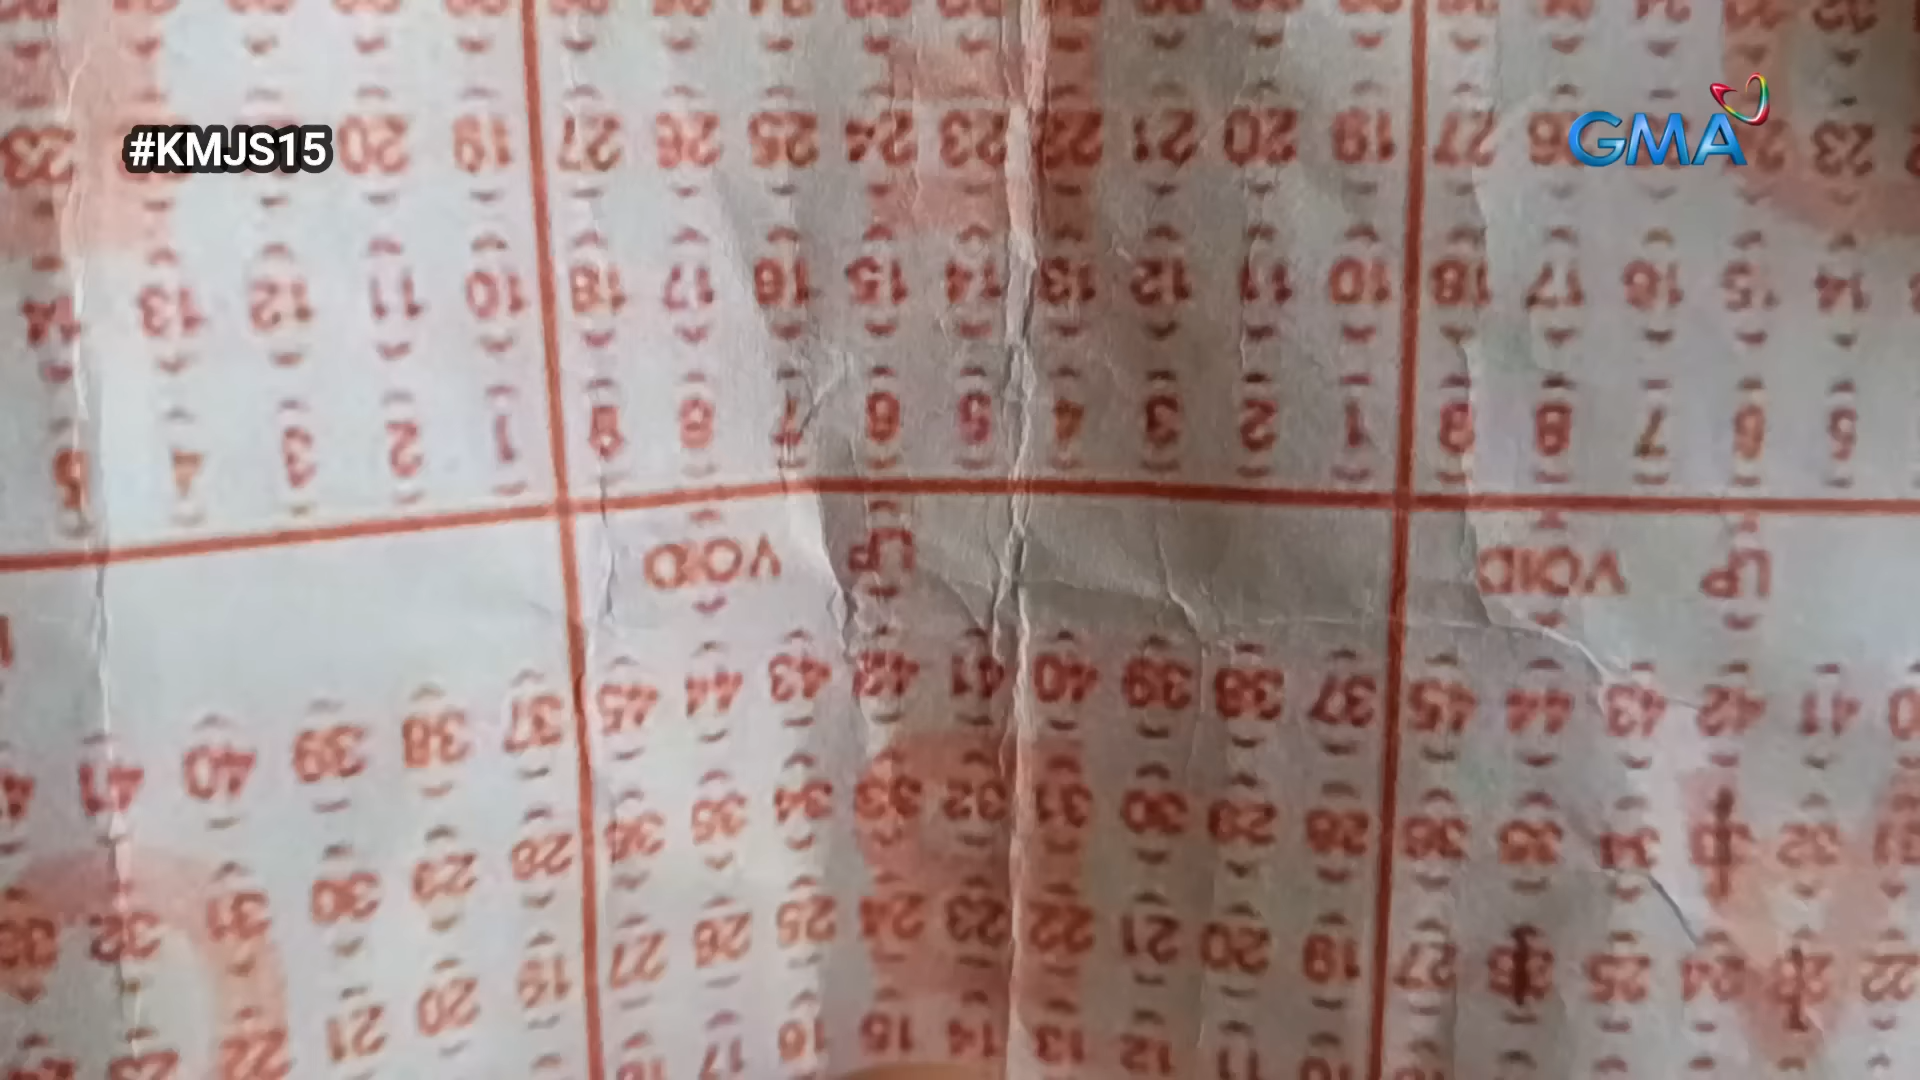 #KMJS15
GMA
23 20 19 27 26 25 24 23 22 21 20 19 27 23
14 13 12 11 10 18 17 16 15 14 13 12 11 10 18 17 16 15 14
5 4 3 2 1 9 8 7 6 5 4 3 2 1 9 8 7 6 5
VOID LP VOID LP
41 40 39 38 37 45 44 43 42 41 40 39 38 37 45 44 43 42 41
32 31 30 29 28 36 35 34 33 32 31 30 29 28 36 35 34 33 32 31
22 21 20 19 27 26 25 24 23 22 21 20 19 27 26 25 24 23 22
17 16 15 14 13 12 11